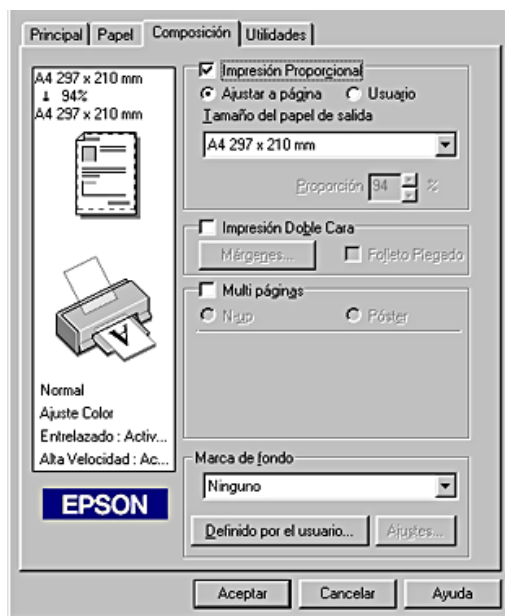 Principal Papel Composición Utilidades
A4 297 x 210 mm
↓ 94%
A4 297 x 210 mm
Normal
Ajuste Color
Entrelazado : Activ...
Alta Velocidad : Ac...
EPSON
Impresión Proporcional
Ajustar a página Usuario
Tamaño del papel de salida
A4 297 x 210 mm
Proporción 94 %
Impresión Doble Cara
Márgenes... Folleto Plegado
Multi páginas
N-up Póster
Marca de fondo
Ninguno
Definido por el usuario... Ajustes...
Aceptar Cancelar Ayuda